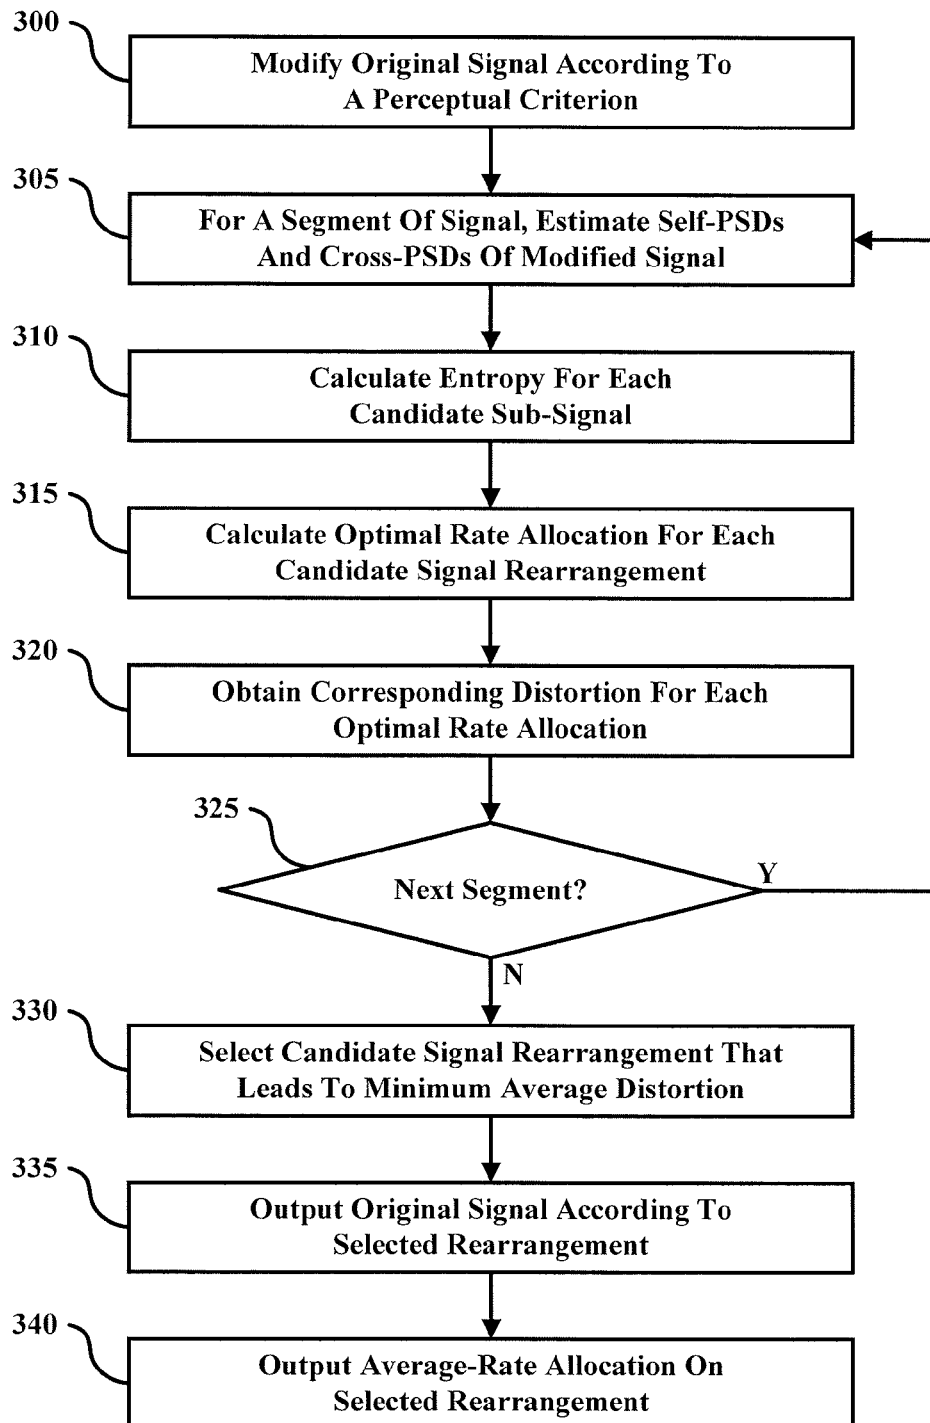 300
Modify Original Signal According To
A Perceptual Criterion
305
For A Segment Of Signal, Estimate Self-PSDs
And Cross-PSDs Of Modified Signal
310
Calculate Entropy For Each
Candidate Sub-Signal
315
Calculate Optimal Rate Allocation For Each
Candidate Signal Rearrangement
320
Obtain Corresponding Distortion For Each
Optimal Rate Allocation
325
Next Segment?
Y
N
330
Select Candidate Signal Rearrangement That
Leads To Minimum Average Distortion
335
Output Original Signal According To
Selected Rearrangement
340
Output Average-Rate Allocation On
Selected Rearrangement